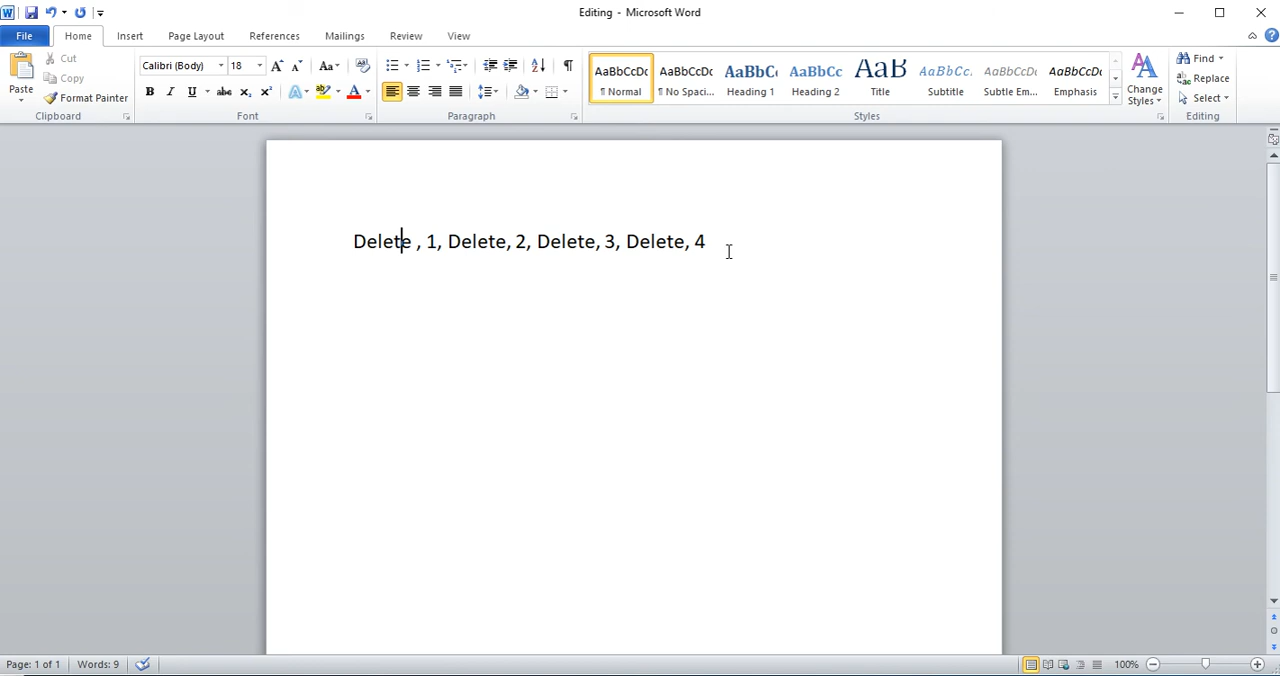 Editing - Microsoft Word
File Home Insert Page Layout References Mailings Review View
Cut
Copy
Format Painter
Paste
Clipboard
Calibri (Body) 18
Font
Paragraph
AaBbCcDc AaBbCcDc AaBbC AaBbCc AaB AaBbCc. AaBbCcDc AaBbCcDc
¶ Normal ¶ No Spaci... Heading 1 Heading 2 Title Subtitle Subtle Em... Emphasis
Change Styles
Styles
Find
Replace
Select
Editing
Delete , 1, Delete, 2, Delete, 3, Delete, 4
Page: 1 of 1 Words: 9 100%